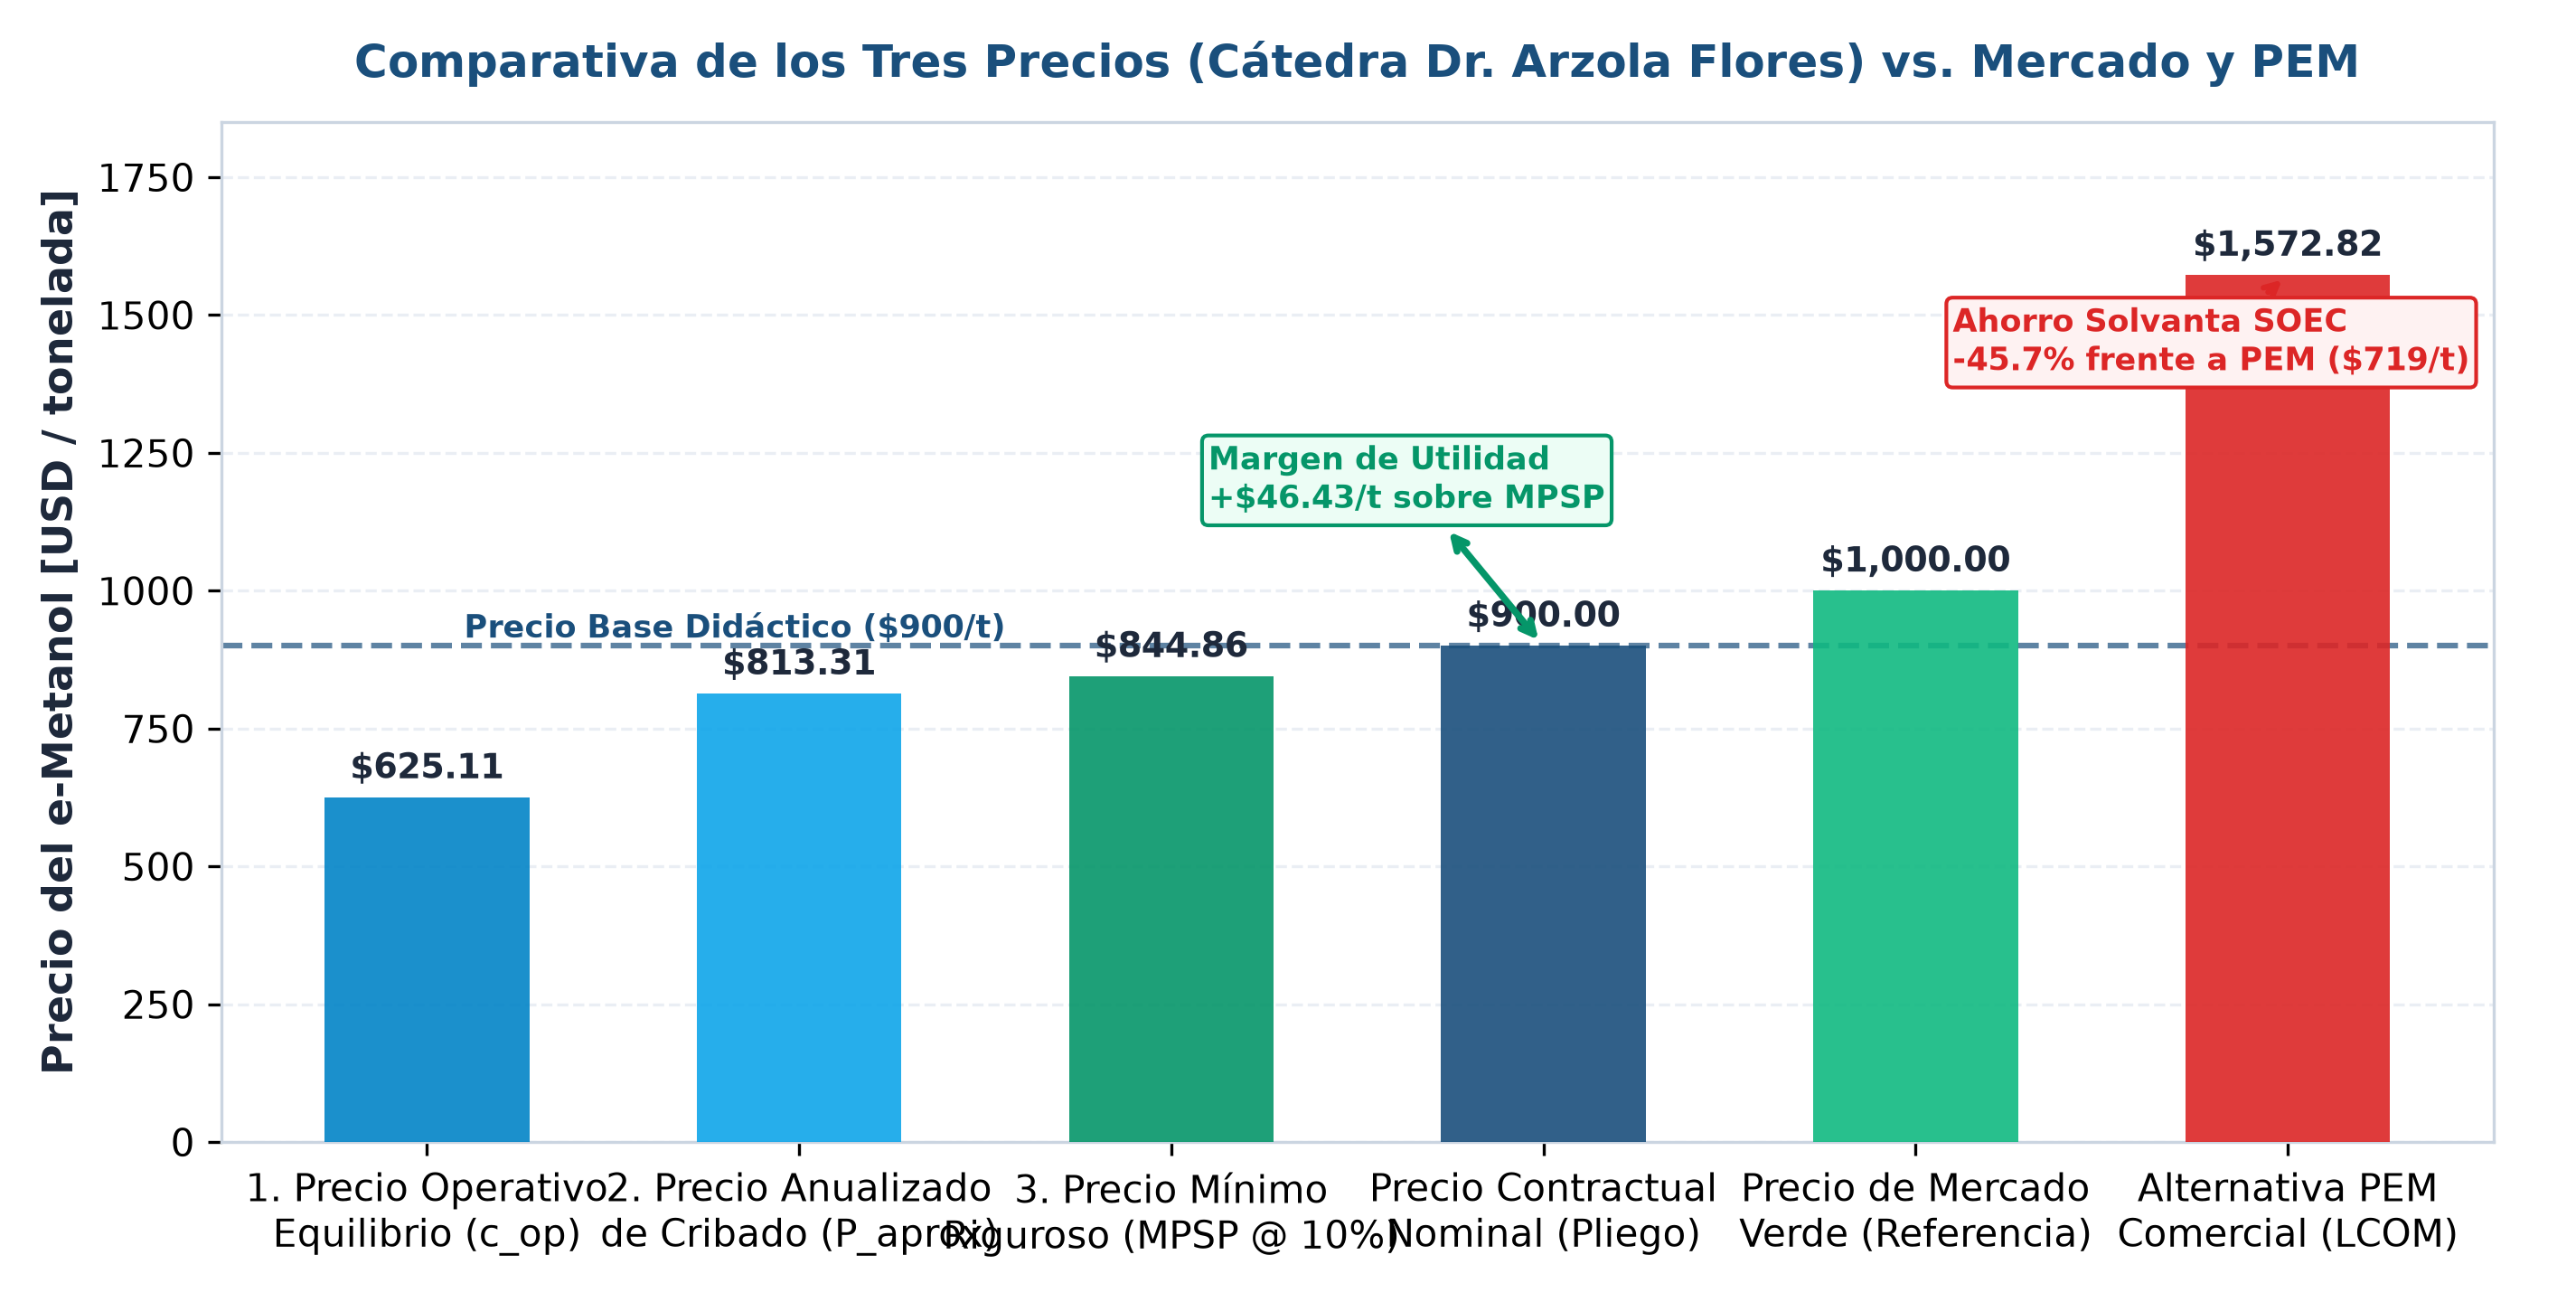 Comparativa de los Tres Precios (Cátedra Dr. Arzola Flores) vs. Mercado y PEM
Precio del e-Metanol [USD / tonelada]
1750
1500
1250
1000
750
500
250
0
$1,572.82
Ahorro Solvanta SOEC
-45.7% frente a PEM ($719/t)
Margen de Utilidad
+$46.43/t sobre MPSP
$1,000.00
$900.00
Precio Base Didáctico ($900/t)
$844.86
$813.31
$625.11
1. Precio Operativo
Equilibrio (c_op)
2. Precio Anualizado
de Cribado (P_aprox)
3. Precio Mínimo
Riguroso (MPSP @ 10%)
Precio Contractual
Nominal (Pliego)
Precio de Mercado
Verde (Referencia)
Alternativa PEM
Comercial (LCOM)